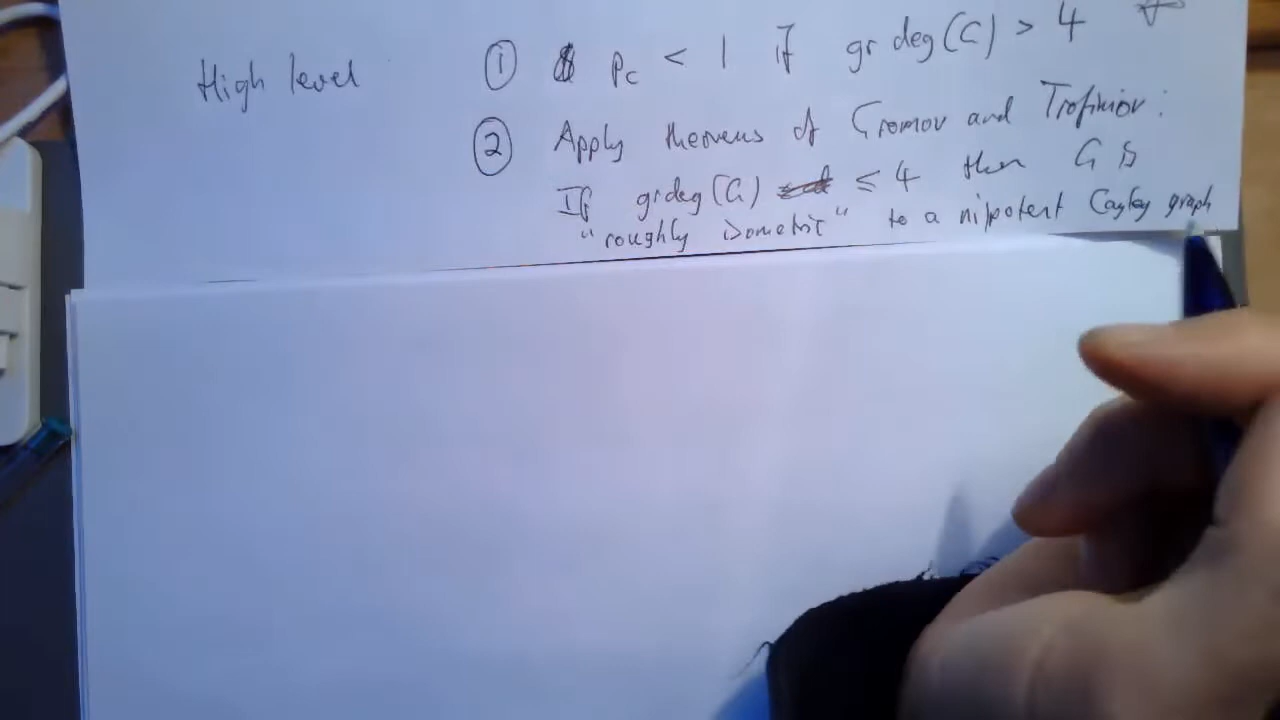 High level
① p_c < 1 if gr deg(G) > 4
② Apply theorems of Gromov and Trofimov:
If grdeg(G) ≤ 4 then G is
"roughly isometric" to a nilpotent Cayley graph